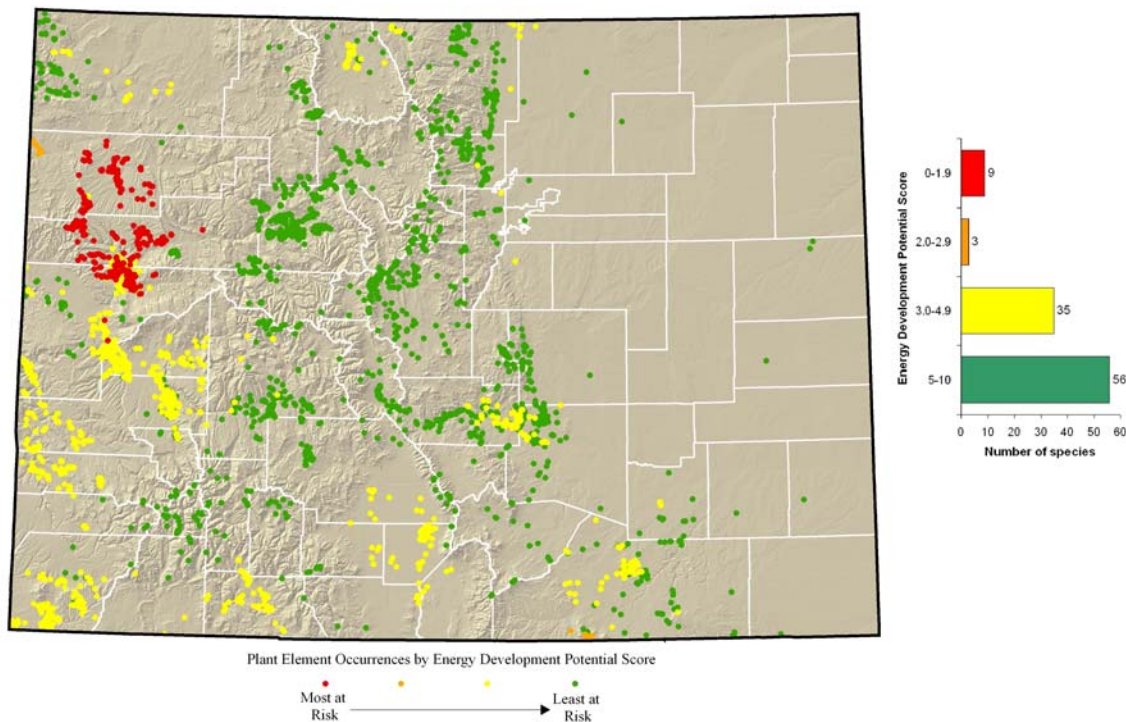 0-1.9
9
2.0-2.9
3
3.0-4.9
35
5-10
56
Energy Development Potential Score
0 10 20 30 40 50 60
Number of species
Plant Element Occurrences by Energy Development Potential Score
Most at
Risk
Least at
Risk